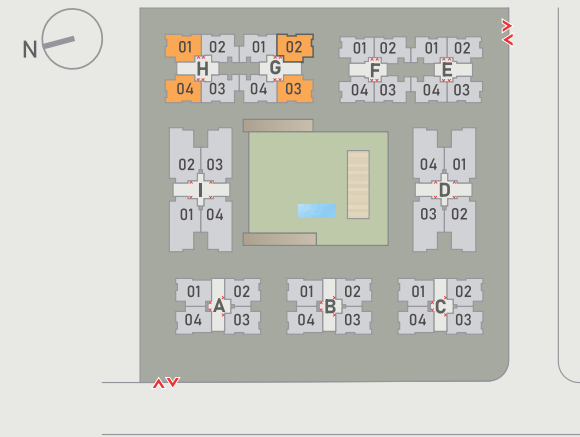 N
01 02 01 02
H G
04 03 04 03
01 02 01 02
F E
04 03 04 03
02 03
I
01 04
04 01
D
03 02
01 02 01 02 01 02
A B C
04 03 04 03 04 03